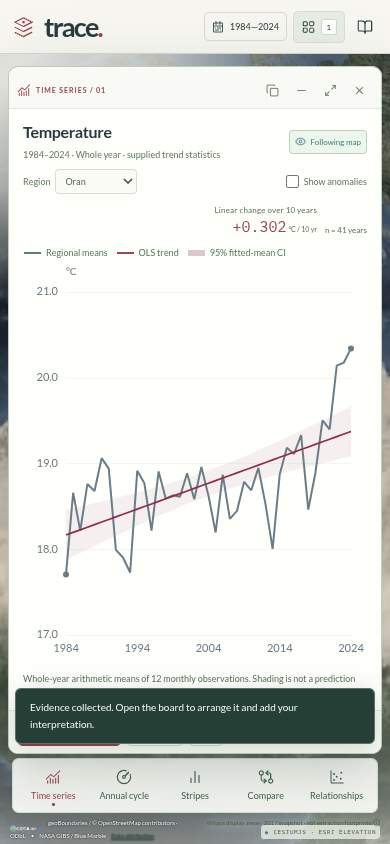 trace.
1984—2024
1
TIME SERIES / 01
Temperature
1984–2024 · Whole year · supplied trend statistics
Following map
Region
Oran
Show anomalies
Linear change over 10 years
+0.302 °C / 10 yr n = 41 years
Regional means
OLS trend
95% fitted-mean CI
°C
21.0
20.0
19.0
18.0
17.0
1984
1994
2004
2014
2024
Whole-year arithmetic means of 12 monthly observations. Shading is not a prediction
Evidence collected. Open the board to arrange it and add your
interpretation.
Time series
Annual cycle
Stripes
Compare
Relationships
geoBoundaries / © OpenStreetMap contributors ·
ODbL • NASA GIBS / Blue Marble
CESIUMJS · ESRI ELEVATION